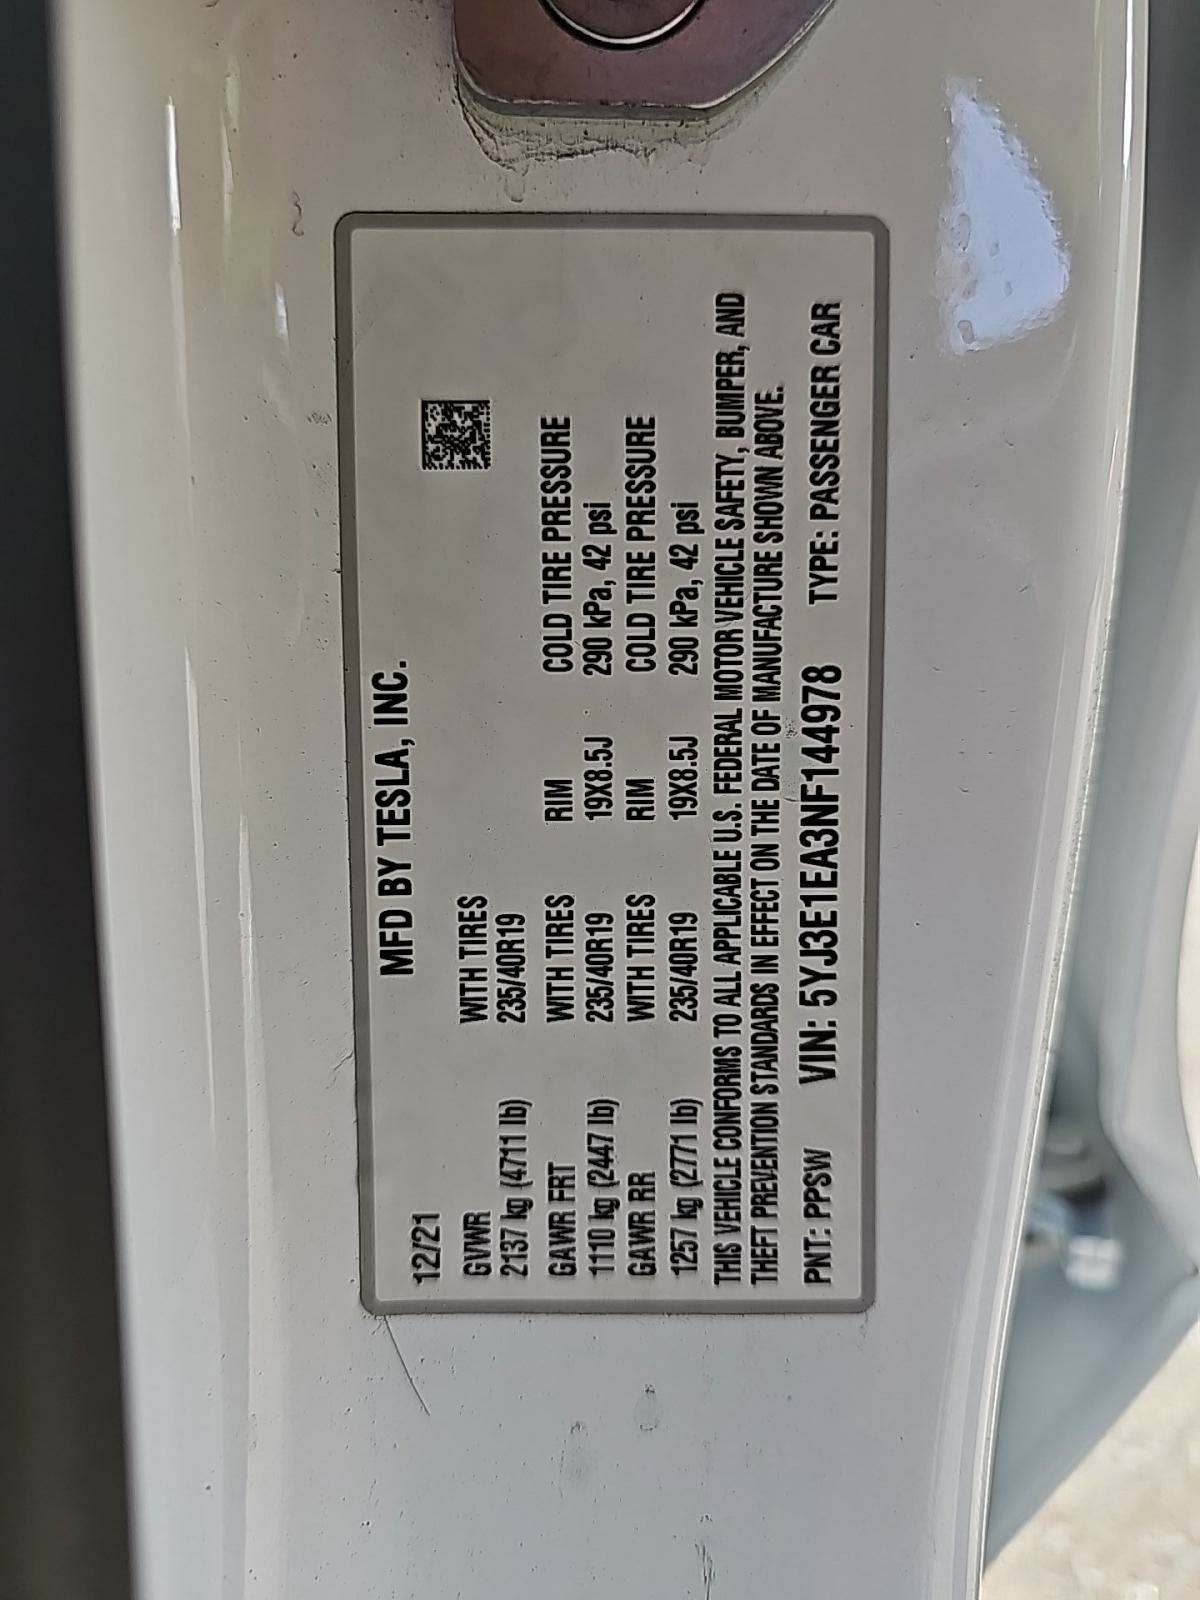 MFD BY TESLA, INC.
12/21
GVWR WITH TIRES
2137 kg (4711 lb) 235/40R19
GAWR FRT WITH TIRES RIM COLD TIRE PRESSURE
1110 kg (2447 lb) 235/40R19 19X8.5J 290 kPa, 42 psi
GAWR RR WITH TIRES RIM COLD TIRE PRESSURE
1257 kg (2771 lb) 235/40R19 19X8.5J 290 kPa, 42 psi
THIS VEHICLE CONFORMS TO ALL APPLICABLE U.S. FEDERAL MOTOR VEHICLE SAFETY, BUMPER, AND
THEFT PREVENTION STANDARDS IN EFFECT ON THE DATE OF MANUFACTURE SHOWN ABOVE.
PNT: PPSW VIN: 5YJ3E1EA3NF144978 TYPE: PASSENGER CAR